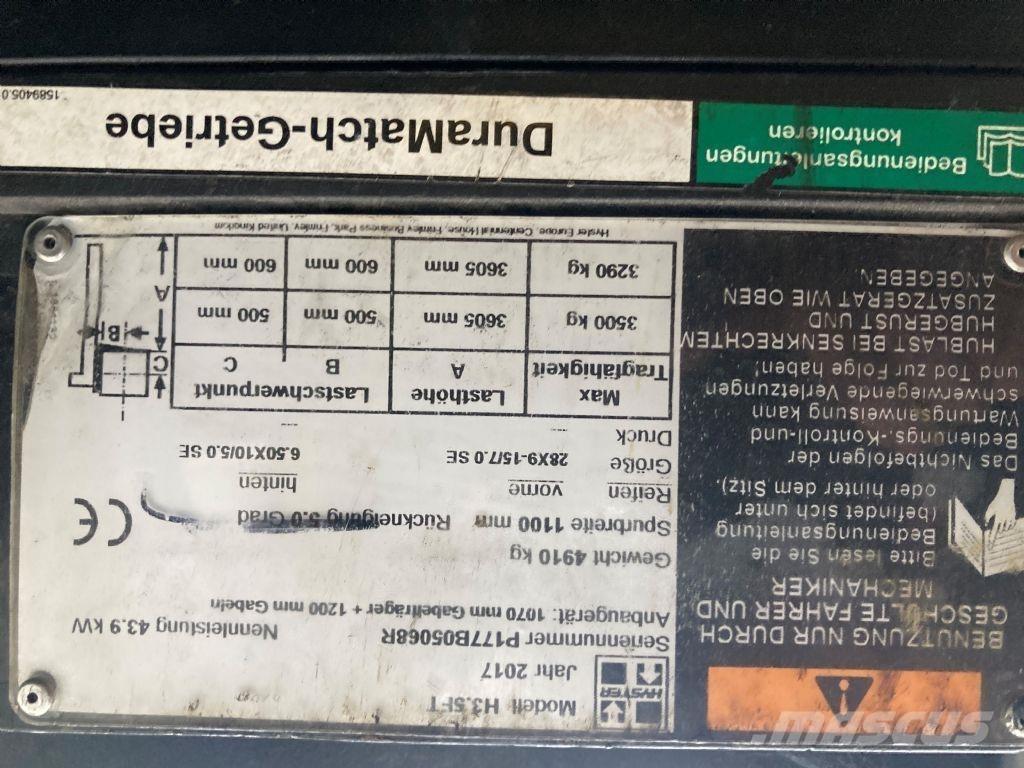 BENUTZUNG NUR DURCH
GESCHULTE FAHRER UND
MECHANIKER
Bitte lesen Sie die
Bedienungsanleitung
(befindet sich unter
oder hinter dem Sitz).
Das Nichtbefolgen der
Bedienungs-,Kontroll-und
Wartungsanweisung kann
schwerwiegende Verletzungen
und Tod zur Folge haben!
HUBLAST BEI SENKRECHTEM
HUBGERÜST UND
ZUSATZGERÄT WIE OBEN
ANGEGEBEN
HYSTER
Modell H3.5FT
Jahr 2017
Seriennummer P177B05068R
Nennleistung 43.9 kW
Anbaugerät: 1070 mm Gabelträger + 1200 mm Gabeln
Gewicht 4910 kg
Spurbreite 1100 mm Rückneigung 5.0 Grad
CE
Reifen vorne hinten
Größe 28X9-15/7.0 SE 6.50X10/5.0 SE
Druck -- --
Max Tragfähigkeit
Lasthöhe A
Lastschwerpunkt B C
3500 kg 3605 mm 500 mm 500 mm
3290 kg 3605 mm 600 mm 600 mm
C
B
A
Hyster Europe, Centennial House, Frimley Business Park, Frimley, United Kingdom
Bedienungsanleitungen
kontrollieren
DuraMatch-Getriebe
1589405.0
mascus